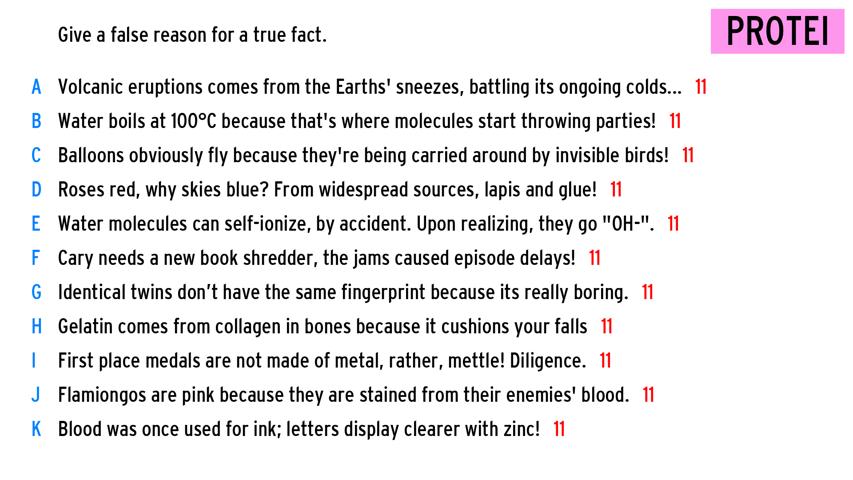 Give a false reason for a true fact.
PROTEI
A Volcanic eruptions comes from the Earths' sneezes, battling its ongoing colds... 11
B Water boils at 100°C because that's where molecules start throwing parties! 11
C Balloons obviously fly because they're being carried around by invisible birds! 11
D Roses red, why skies blue? From widespread sources, lapis and glue! 11
E Water molecules can self-ionize, by accident. Upon realizing, they go "OH-". 11
F Cary needs a new book shredder, the jams caused episode delays! 11
G Identical twins don’t have the same fingerprint because its really boring. 11
H Gelatin comes from collagen in bones because it cushions your falls 11
I First place medals are not made of metal, rather, mettle! Diligence. 11
J Flamiongos are pink because they are stained from their enemies' blood. 11
K Blood was once used for ink; letters display clearer with zinc! 11